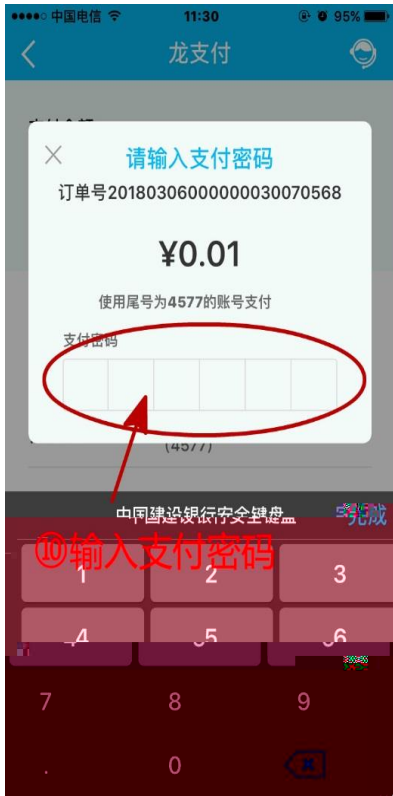 中国电信 11:30 95%
龙支付
请输入支付密码
订单号20180306000000030070568
¥0.01
使用尾号为4577的账号支付
支付密码
(4577)
中国建设银行安全键盘 完成
⑩输入支付密码
1 2 3
4 5 6
7 8 9
. 0